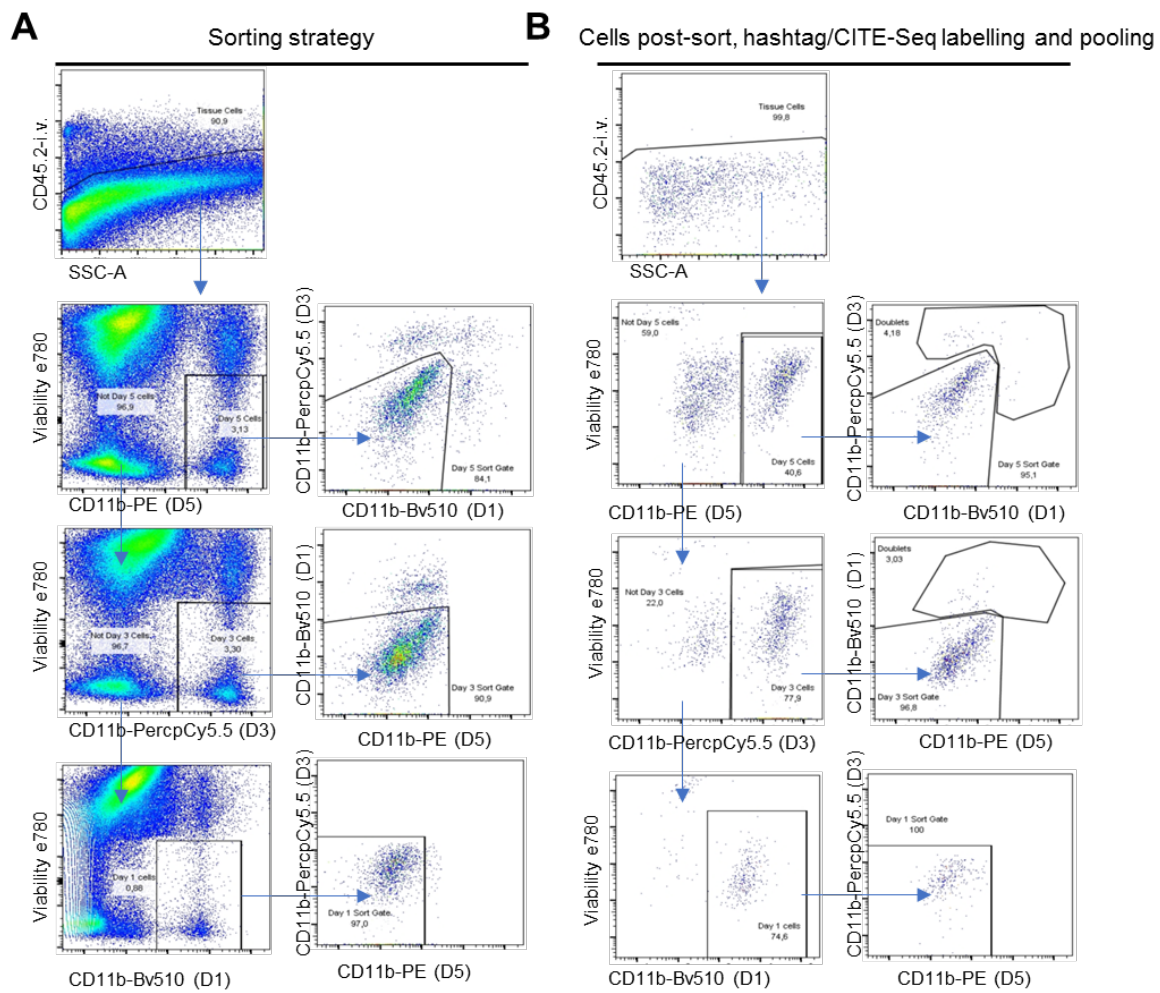 A
Sorting strategy
CD45.2-i.v.
Tissue Cells
90,9
SSC-A
Viability e780
Not Day 5 cells
96,9
Day 5 Cells
3,13
CD11b-PE (D5)
CD11b-PercpCy5.5 (D3)
Day 5 Sort Gate
84,1
CD11b-Bv510 (D1)
Viability e780
Not Day 3 Cells
96,7
Day 3 Cells
3,30
CD11b-PercpCy5.5 (D3)
CD11b-Bv510 (D1)
Day 3 Sort Gate
90,9
CD11b-PE (D5)
Viability e780
Day 1 cells
0,88
CD11b-Bv510 (D1)
CD11b-PercpCy5.5 (D3)
Day 1 Sort Gate
97,0
CD11b-PE (D5)
B
Cells post-sort, hashtag/CITE-Seq labelling and pooling
CD45.2-i.v.
Tissue Cells
99,8
SSC-A
Viability e780
Not Day 5 cells
59,0
Day 5 Cells
40,6
CD11b-PE (D5)
CD11b-PercpCy5.5 (D3)
Doublets
4,18
Day 5 Sort Gate
95,1
CD11b-Bv510 (D1)
Viability e780
Not Day 3 Cells
22,0
Day 3 Cells
77,9
CD11b-PercpCy5.5 (D3)
CD11b-Bv510 (D1)
Doublets
3,03
Day 3 Sort Gate
96,8
CD11b-PE (D5)
Viability e780
Day 1 cells
74,6
CD11b-Bv510 (D1)
CD11b-PercpCy5.5 (D3)
Day 1 Sort Gate
100
CD11b-PE (D5)